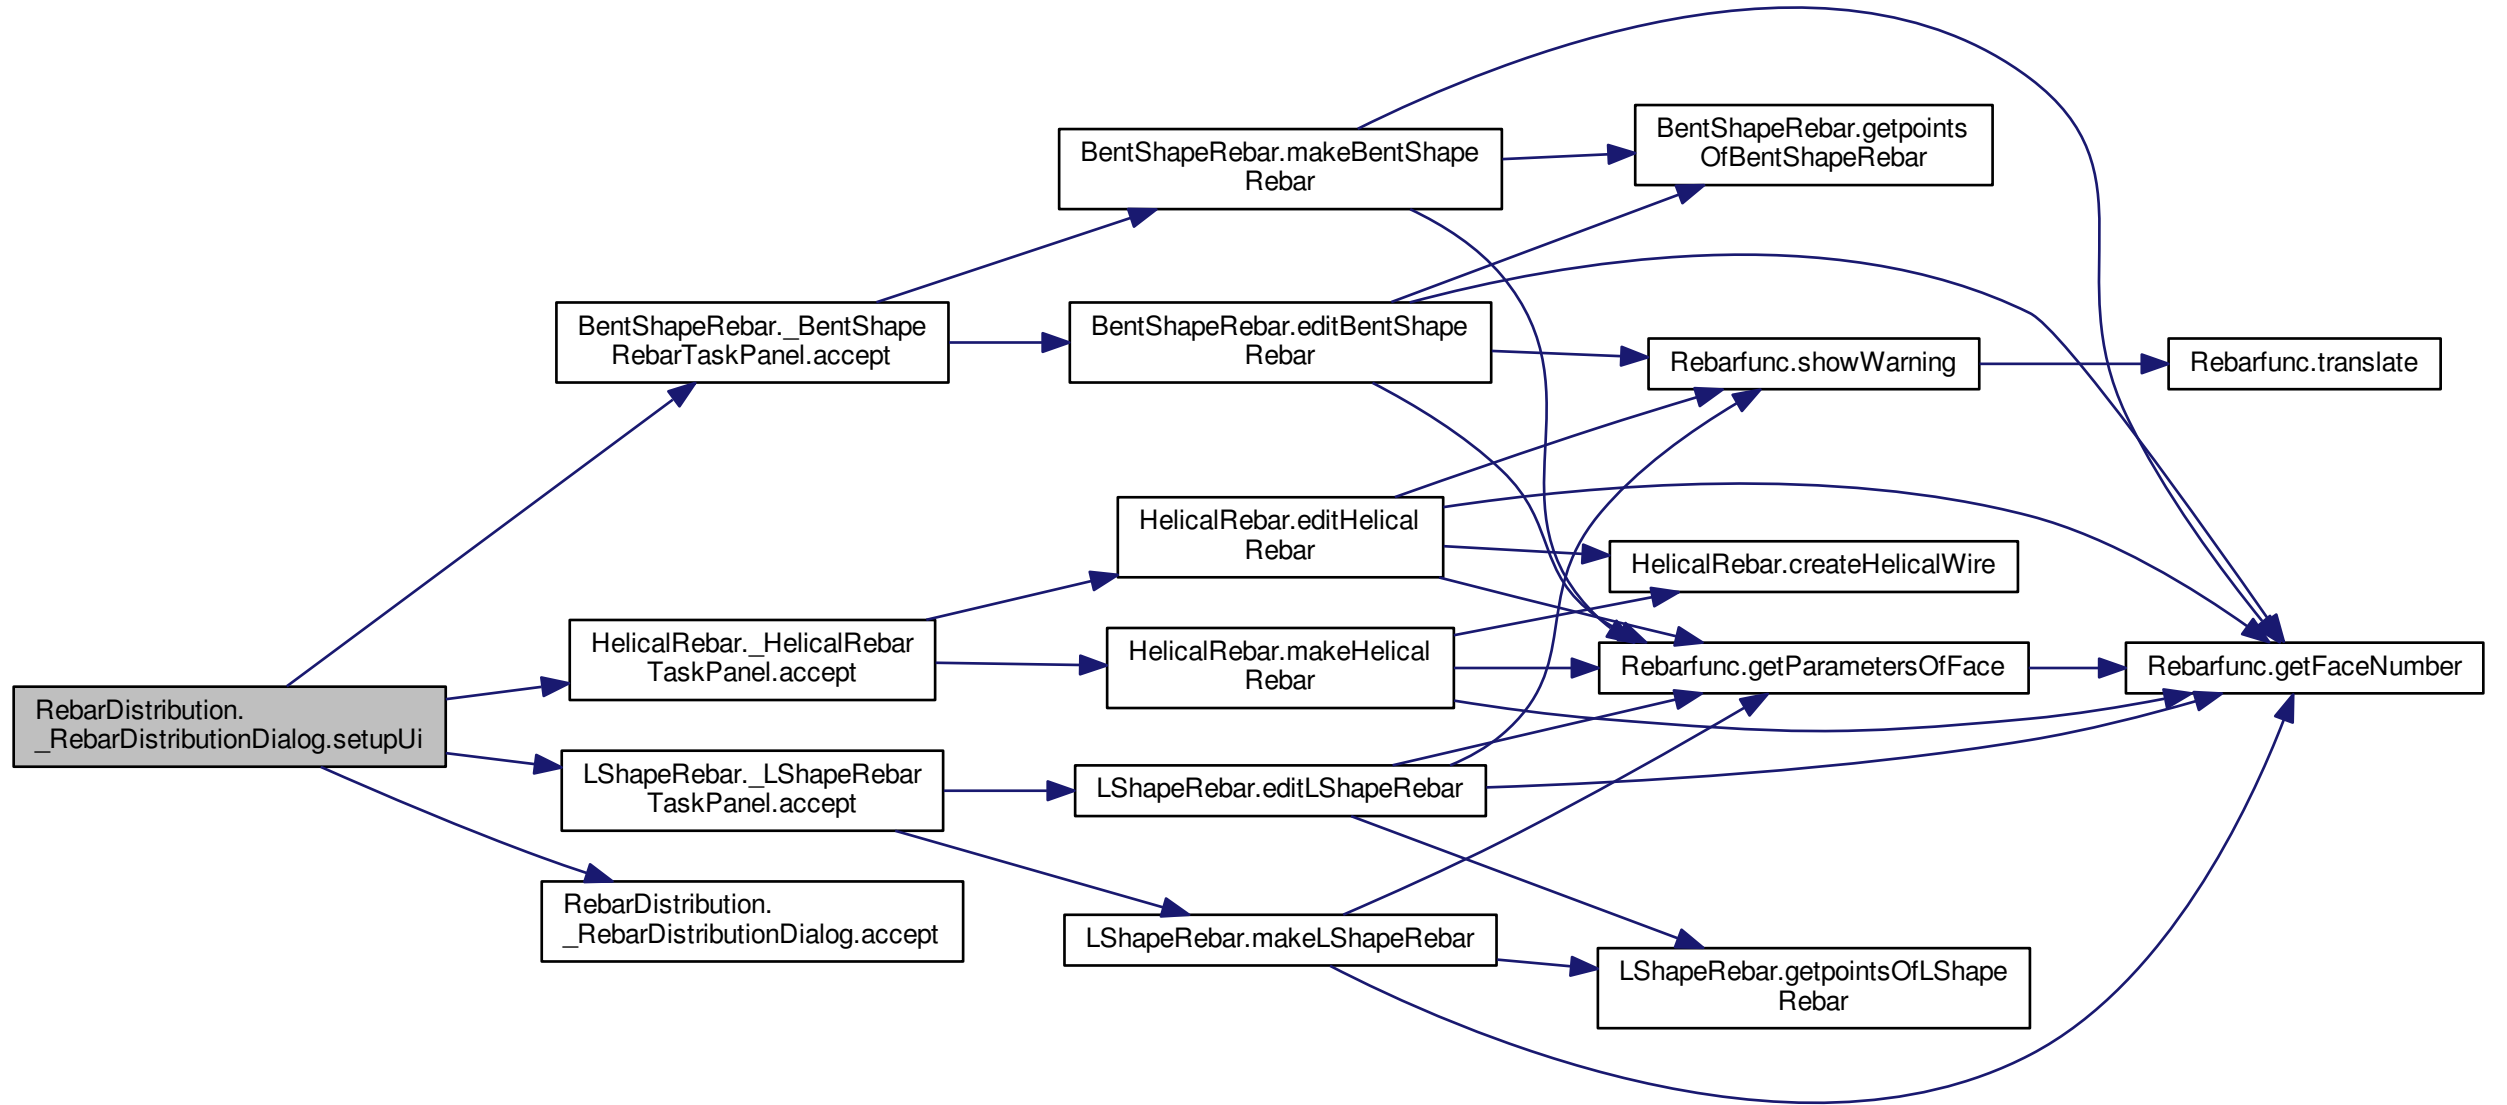 RebarDistribution.
_RebarDistributionDialog.setupUi
BentShapeRebar._BentShape
RebarTaskPanel.accept
HelicalRebar._HelicalRebar
TaskPanel.accept
LShapeRebar._LShapeRebar
TaskPanel.accept
RebarDistribution.
_RebarDistributionDialog.accept
BentShapeRebar.makeBentShape
Rebar
BentShapeRebar.editBentShape
Rebar
HelicalRebar.editHelical
Rebar
HelicalRebar.makeHelical
Rebar
LShapeRebar.editLShapeRebar
LShapeRebar.makeLShapeRebar
BentShapeRebar.getpoints
OfBentShapeRebar
Rebarfunc.showWarning
HelicalRebar.createHelicalWire
Rebarfunc.getParametersOfFace
LShapeRebar.getpointsOfLShape
Rebar
Rebarfunc.translate
Rebarfunc.getFaceNumber